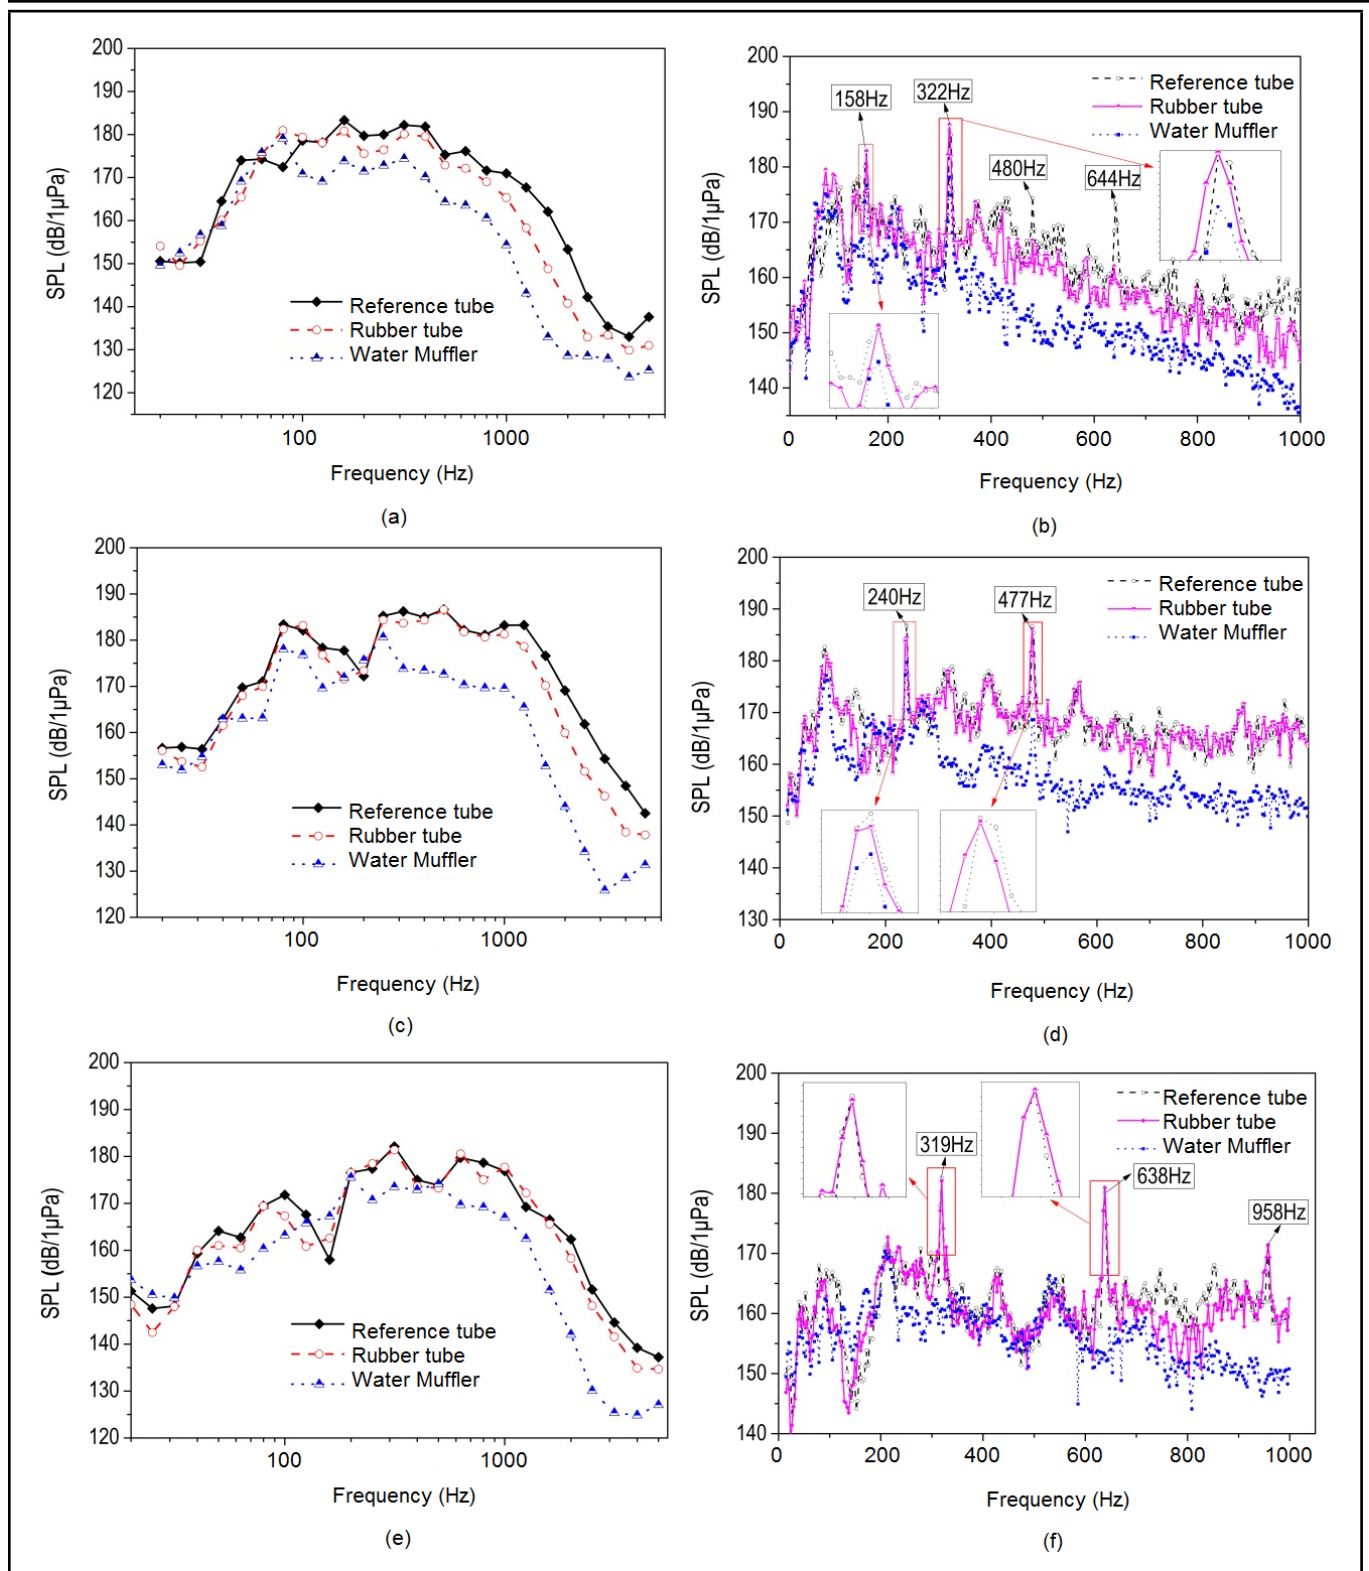 200
190
180
170
160
150
140
130
120
SPL (dB/1μPa)
Reference tube
Rubber tube
Water Muffler
100
1000
Frequency (Hz)
(a)
200
190
180
170
160
150
140
SPL (dB/1μPa)
158Hz
322Hz
480Hz
644Hz
Reference tube
Rubber tube
Water Muffler
0
200
400
600
800
1000
Frequency (Hz)
(b)
200
190
180
170
160
150
140
130
120
SPL (dB/1μPa)
Reference tube
Rubber tube
Water Muffler
100
1000
Frequency (Hz)
(c)
200
190
180
170
160
150
140
130
SPL (dB/1μPa)
240Hz
477Hz
Reference tube
Rubber tube
Water Muffler
0
200
400
600
800
1000
Frequency (Hz)
(d)
200
190
180
170
160
150
140
130
120
SPL (dB/1μPa)
Reference tube
Rubber tube
Water Muffler
100
1000
Frequency (Hz)
(e)
200
190
180
170
160
150
140
SPL (dB/1μPa)
319Hz
638Hz
958Hz
Reference tube
Rubber tube
Water Muffler
0
200
400
600
800
1000
Frequency (Hz)
(f)